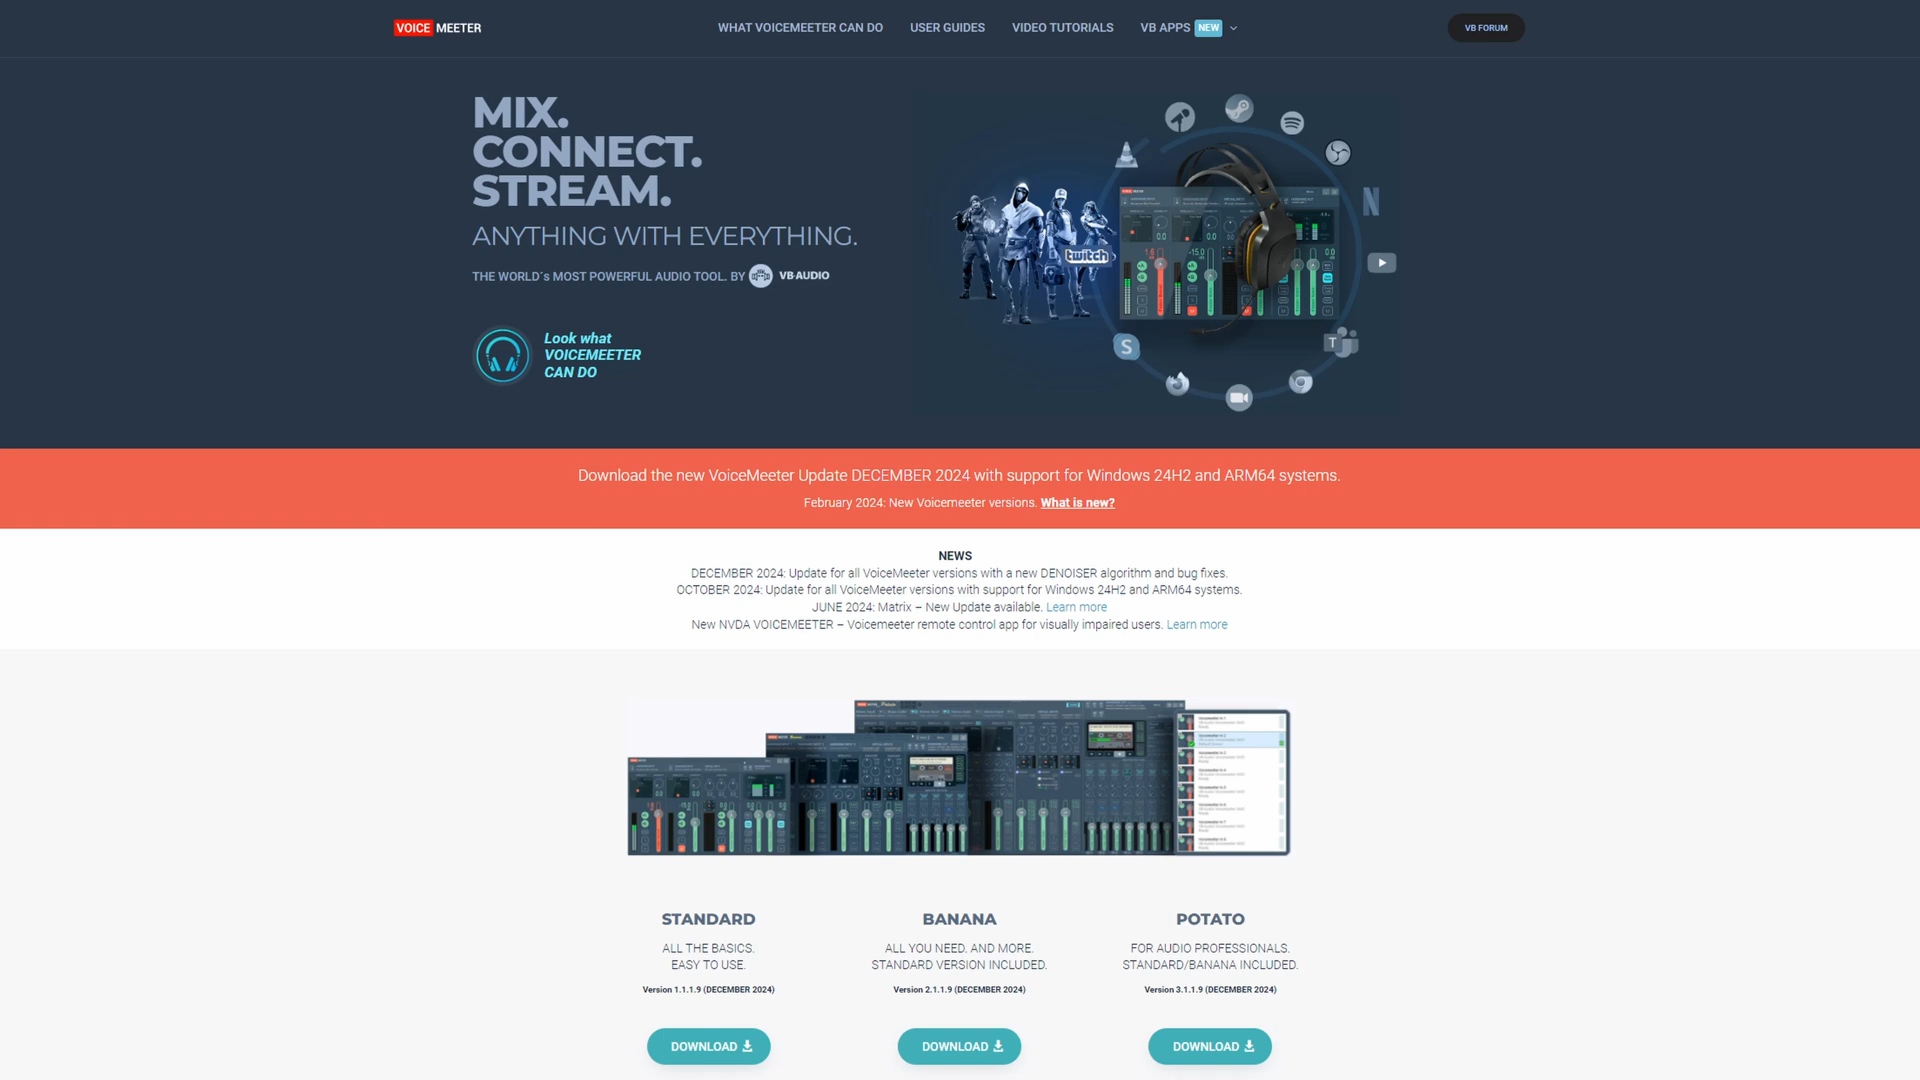 VOICE MEETER
WHAT VOICEMEETER CAN DO
USER GUIDES
VIDEO TUTORIALS
VB APPS NEW
VB FORUM
MIX.
CONNECT.
STREAM.
ANYTHING WITH EVERYTHING.
THE WORLD´s MOST POWERFUL AUDIO TOOL. BY VB-AUDIO
twitch
Look what
VOICEMEETER
CAN DO
Download the new VoiceMeeter Update DECEMBER 2024 with support for Windows 24H2 and ARM64 systems.
February 2024: New Voicemeeter versions. What is new?
NEWS
DECEMBER 2024: Update for all VoiceMeeter versions with a new DENOISER algorithm and bug fixes.
OCTOBER 2024: Update for all VoiceMeeter versions with support for Windows 24H2 and ARM64 systems.
JUNE 2024: Matrix – New Update available. Learn more
New NVDA VOICEMEETER – Voicemeeter remote control app for visually impaired users. Learn more
STANDARD
ALL THE BASICS.
EASY TO USE.
Version 1.1.1.9 (DECEMBER 2024)
DOWNLOAD
BANANA
ALL YOU NEED. AND MORE.
STANDARD VERSION INCLUDED.
Version 2.1.1.9 (DECEMBER 2024)
DOWNLOAD
POTATO
FOR AUDIO PROFESSIONALS.
STANDARD/BANANA INCLUDED.
Version 3.1.1.9 (DECEMBER 2024)
DOWNLOAD